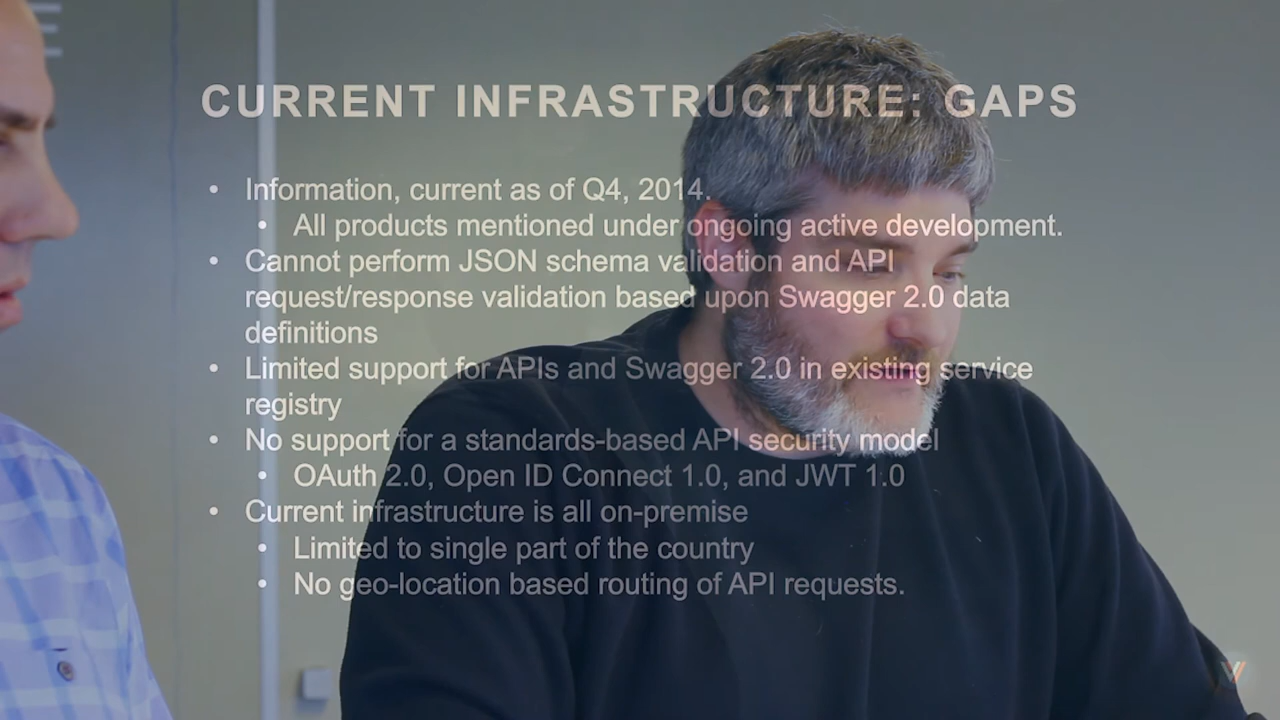 CURRENT INFRASTRUCTURE: GAPS
• Information, current as of Q4, 2014.
• All products mentioned under ongoing active development.
• Cannot perform JSON schema validation and API
request/response validation based upon Swagger 2.0 data
definitions
• Limited support for APIs and Swagger 2.0 in existing service
registry
• No support for a standards-based API security model
• OAuth 2.0, Open ID Connect 1.0, and JWT 1.0
• Current infrastructure is all on-premise
• Limited to single part of the country
• No geo-location based routing of API requests.